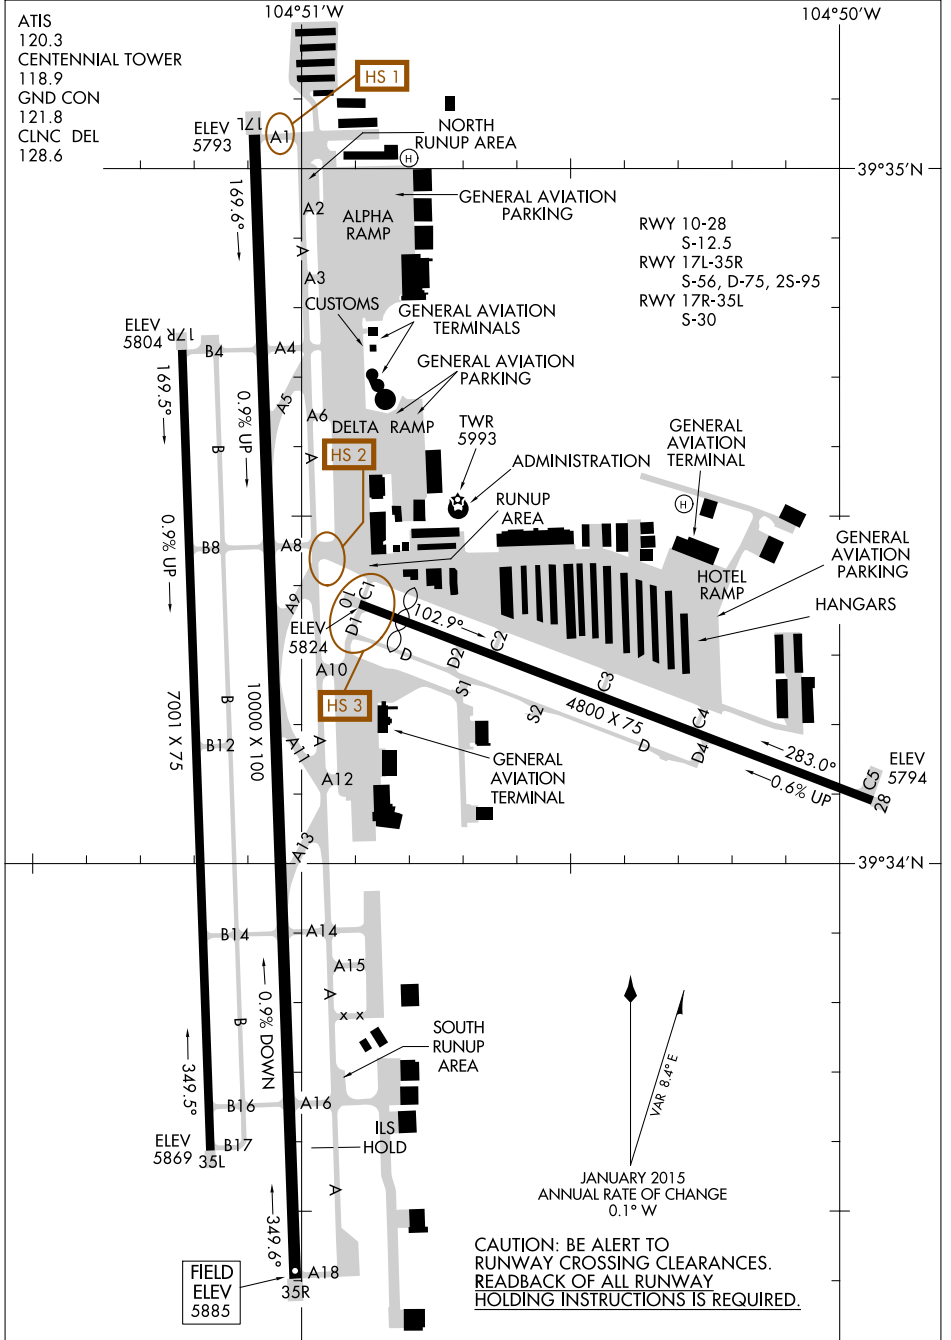 104°51'W
104°50'W
ATIS
120.3
CENTENNIAL TOWER
118.9
GND CON
121.8
CLNC DEL
128.6
HS 1
ELEV
5793
17L
A1
NORTH
RUNUP AREA
H
39°35'N
169.6°
A2
ALPHA
RAMP
GENERAL AVIATION
PARKING
RWY 10-28
S-12.5
RWY 17L-35R
S-56, D-75, 2S-95
RWY 17R-35L
S-30
A
A3
CUSTOMS
GENERAL AVIATION
TERMINALS
ELEV
5804
17R
B4
A4
GENERAL AVIATION
PARKING
169.5°
0.9% UP
A5
A6
DELTA RAMP
TWR
5993
GENERAL
AVIATION
TERMINAL
B
A
HS 2
ADMINISTRATION
RUNUP
AREA
H
0.9% UP
B8
A8
GENERAL
AVIATION
PARKING
HOTEL
RAMP
HANGARS
A9
10
C1
D1
ELEV
5824
102.9°
C2
D
D2
A10
S1
C3
HS 3
7001 X 75
B
10000 X 100
S2
4800 X 75
C4
D
D4
B12
A11
A
A12
GENERAL
AVIATION
TERMINAL
283.0°
0.6% UP
ELEV
5794
C5
28
A13
39°34'N
B14
A14
A15
0.9% DOWN
A
B
x x
SOUTH
RUNUP
AREA
349.5°
B16
A16
VAR 8.4° E
ILS
HOLD
ELEV
5869
35L
B17
A
JANUARY 2015
ANNUAL RATE OF CHANGE
0.1° W
349.6°
CAUTION: BE ALERT TO
RUNWAY CROSSING CLEARANCES.
READBACK OF ALL RUNWAY
HOLDING INSTRUCTIONS IS REQUIRED.
FIELD
ELEV
5885
A18
35R